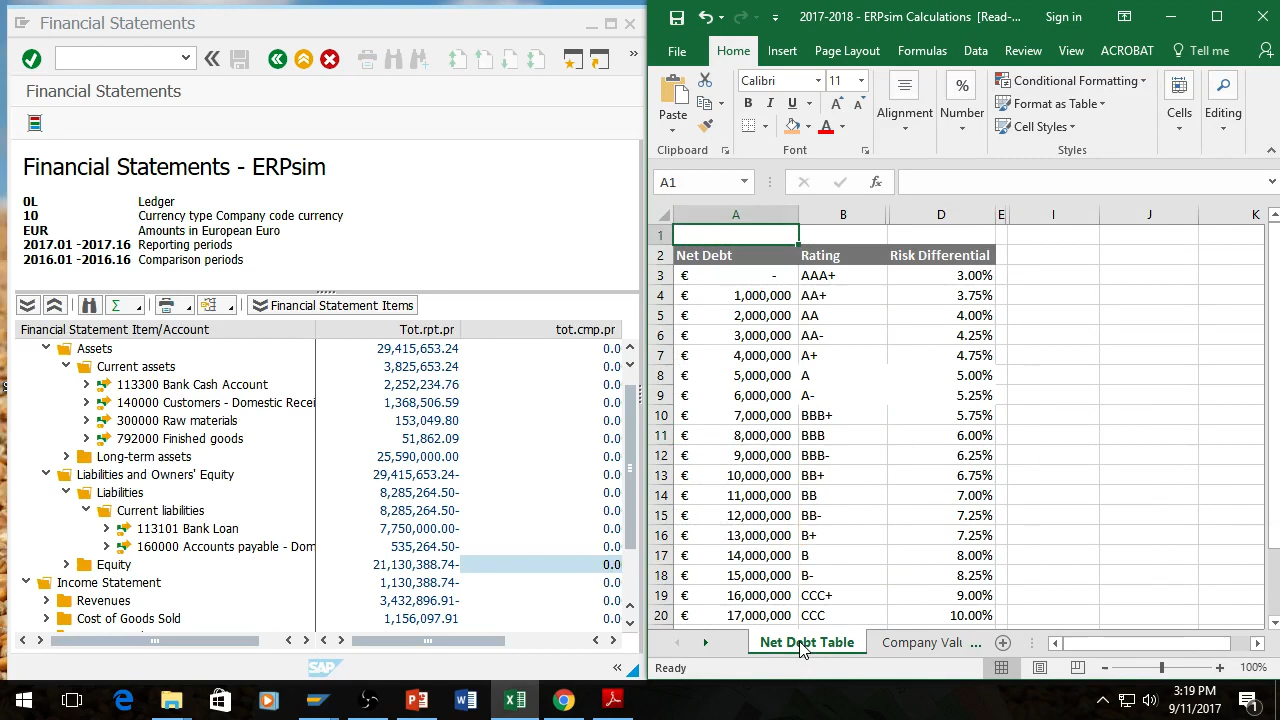 Financial Statements
Financial Statements
Financial Statements - ERPsim
0L Ledger
10 Currency type Company code currency
EUR Amounts in European Euro
2017.01 -2017.16 Reporting periods
2016.01 -2016.16 Comparison periods
Financial Statement Items
Financial Statement Item/Account Tot.rpt.pr tot.cmp.pr
Assets 29,415,653.24 0.0
Current assets 3,825,653.24 0.0
113300 Bank Cash Account 2,252,234.76 0.0
140000 Customers - Domestic Recei 1,368,506.59 0.0
300000 Raw materials 153,049.80 0.0
792000 Finished goods 51,862.09 0.0
Long-term assets 25,590,000.00 0.0
Liabilities and Owners' Equity 29,415,653.24- 0.0
Liabilities 8,285,264.50- 0.0
Current liabilities 8,285,264.50- 0.0
113101 Bank Loan 7,750,000.00- 0.0
160000 Accounts payable - Dom 535,264.50- 0.0
Equity 21,130,388.74- 0.0
Income Statement 1,130,388.74- 0.0
Revenues 3,432,896.91- 0.0
Cost of Goods Sold 1,156,097.91 0.0
SAP
2017-2018 - ERPsim Calculations [Read-... Sign in
File Home Insert Page Layout Formulas Data Review View ACROBAT Tell me
Paste Calibri 11 Conditional Formatting
B I U A A Format as Table
A Cell Styles
Alignment Number Cells Editing
Clipboard Font Styles
A1 fx
A B D E I J K
1
2 Net Debt Rating Risk Differential
3 € - AAA+ 3.00%
4 € 1,000,000 AA+ 3.75%
5 € 2,000,000 AA 4.00%
6 € 3,000,000 AA- 4.25%
7 € 4,000,000 A+ 4.75%
8 € 5,000,000 A 5.00%
9 € 6,000,000 A- 5.25%
10 € 7,000,000 BBB+ 5.75%
11 € 8,000,000 BBB 6.00%
12 € 9,000,000 BBB- 6.25%
13 € 10,000,000 BB+ 6.75%
14 € 11,000,000 BB 7.00%
15 € 12,000,000 BB- 7.25%
16 € 13,000,000 B+ 7.25%
17 € 14,000,000 B 8.00%
18 € 15,000,000 B- 8.25%
19 € 16,000,000 CCC+ 9.00%
20 € 17,000,000 CCC 10.00%
Net Debt Table Company Valu ...
Ready 100%
3:19 PM
9/11/2017